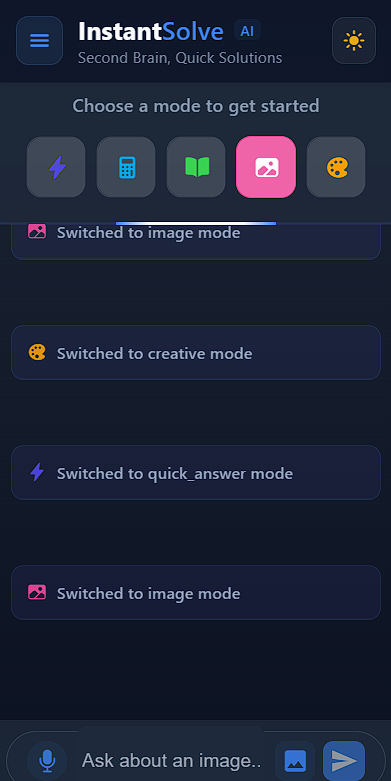 InstantSolve AI
Second Brain, Quick Solutions
Choose a mode to get started
Switched to image mode
Switched to creative mode
Switched to quick_answer mode
Switched to image mode
Ask about an image..